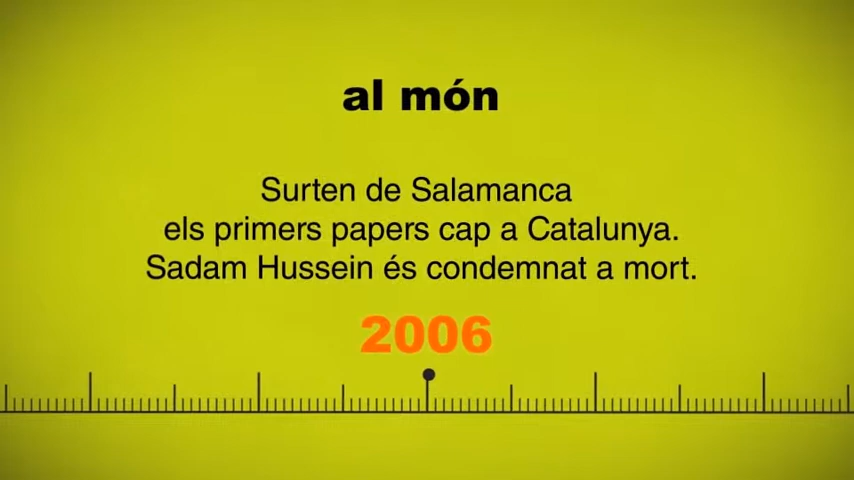 al món
Surten de Salamanca
els primers papers cap a Catalunya.
Sadam Hussein és condemnat a mort.
2006